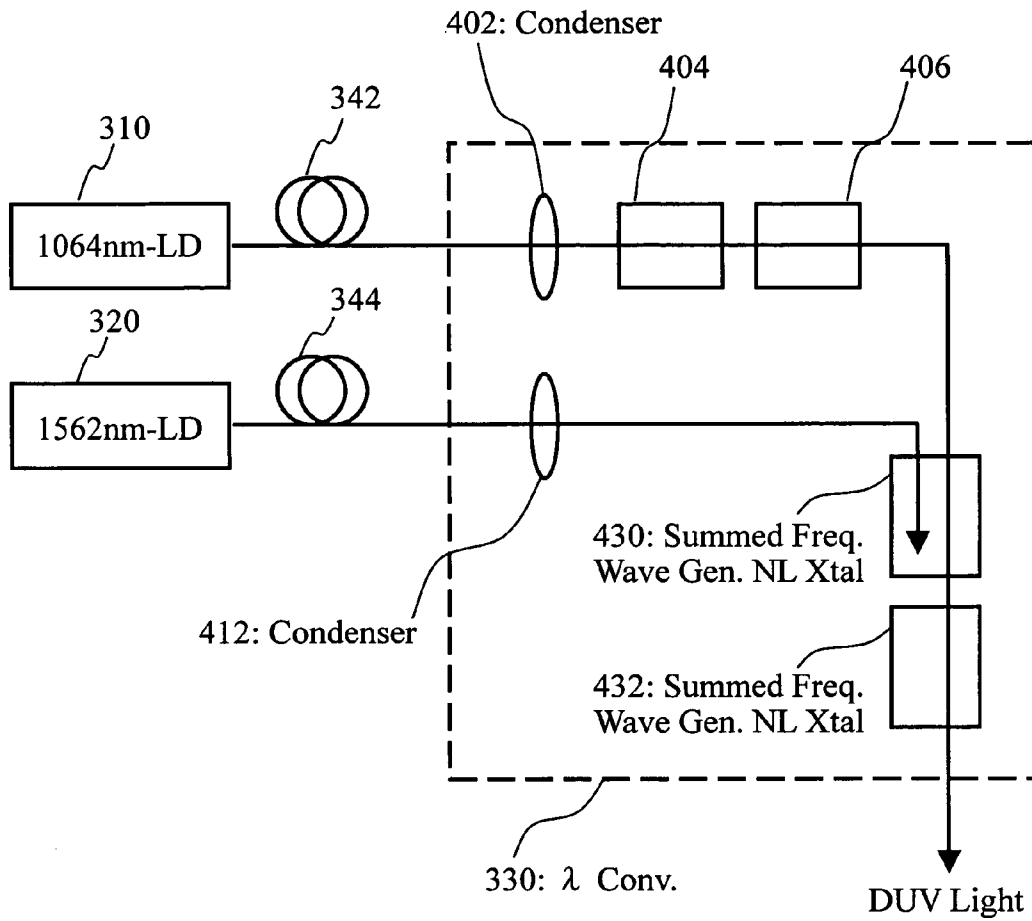 402: Condenser
404
406
342
310
1064nm-LD
344
320
1562nm-LD
430: Summed Freq.
Wave Gen. NL Xtal
412: Condenser
432: Summed Freq.
Wave Gen. NL Xtal
330: λ Conv.
DUV Light